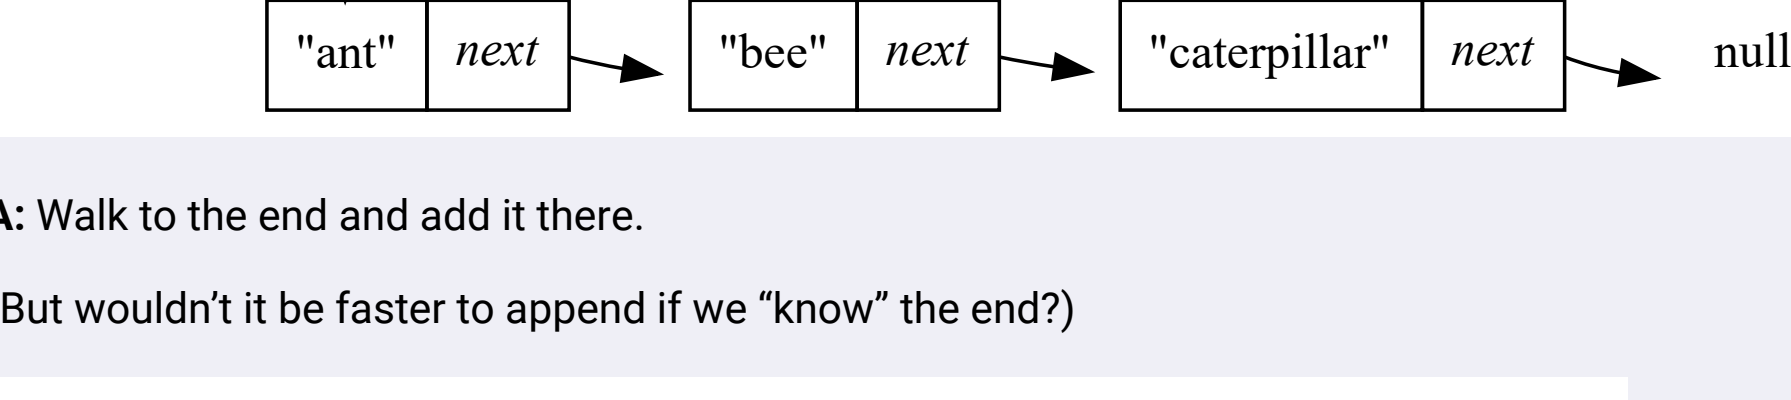 "ant" next "bee" next "caterpillar" next null
A: Walk to the end and add it there.
But wouldn’t it be faster to append if we “know” the end?)